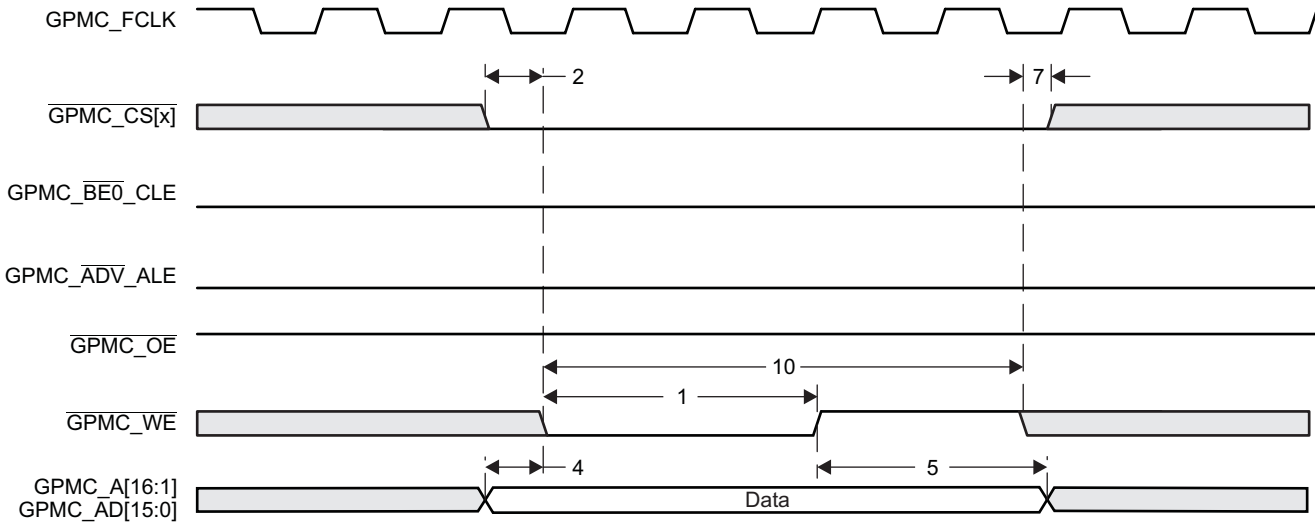 GPMC_FCLK
2
7
GPMC_CS[x]
GPMC_BE0_CLE
GPMC_ADV_ALE
GPMC_OE
10
1
GPMC_WE
4
5
GPMC_A[16:1]
GPMC_AD[15:0]
Data